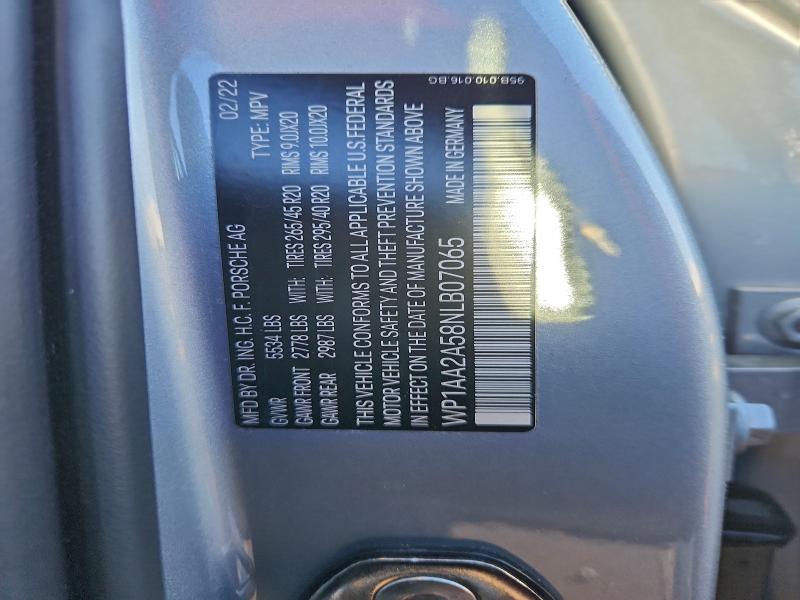 MFD BY DR. ING. H.C. F. PORSCHE AG 02/22
GVWR 5534 LBS TYPE: MPV
GAWR FRONT 2778 LBS WITH: TIRES 265/45 R20 RIMS 9.0JX20
GAWR REAR 2987 LBS WITH: TIRES 295/40 R20 RIMS 10.0JX20
THIS VEHICLE CONFORMS TO ALL APPLICABLE U.S. FEDERAL
MOTOR VEHICLE SAFETY AND THEFT PREVENTION STANDARDS
IN EFFECT ON THE DATE OF MANUFACTURE SHOWN ABOVE
WP1AA2A58NLB07065 MADE IN GERMANY
95B.010.016.BQ